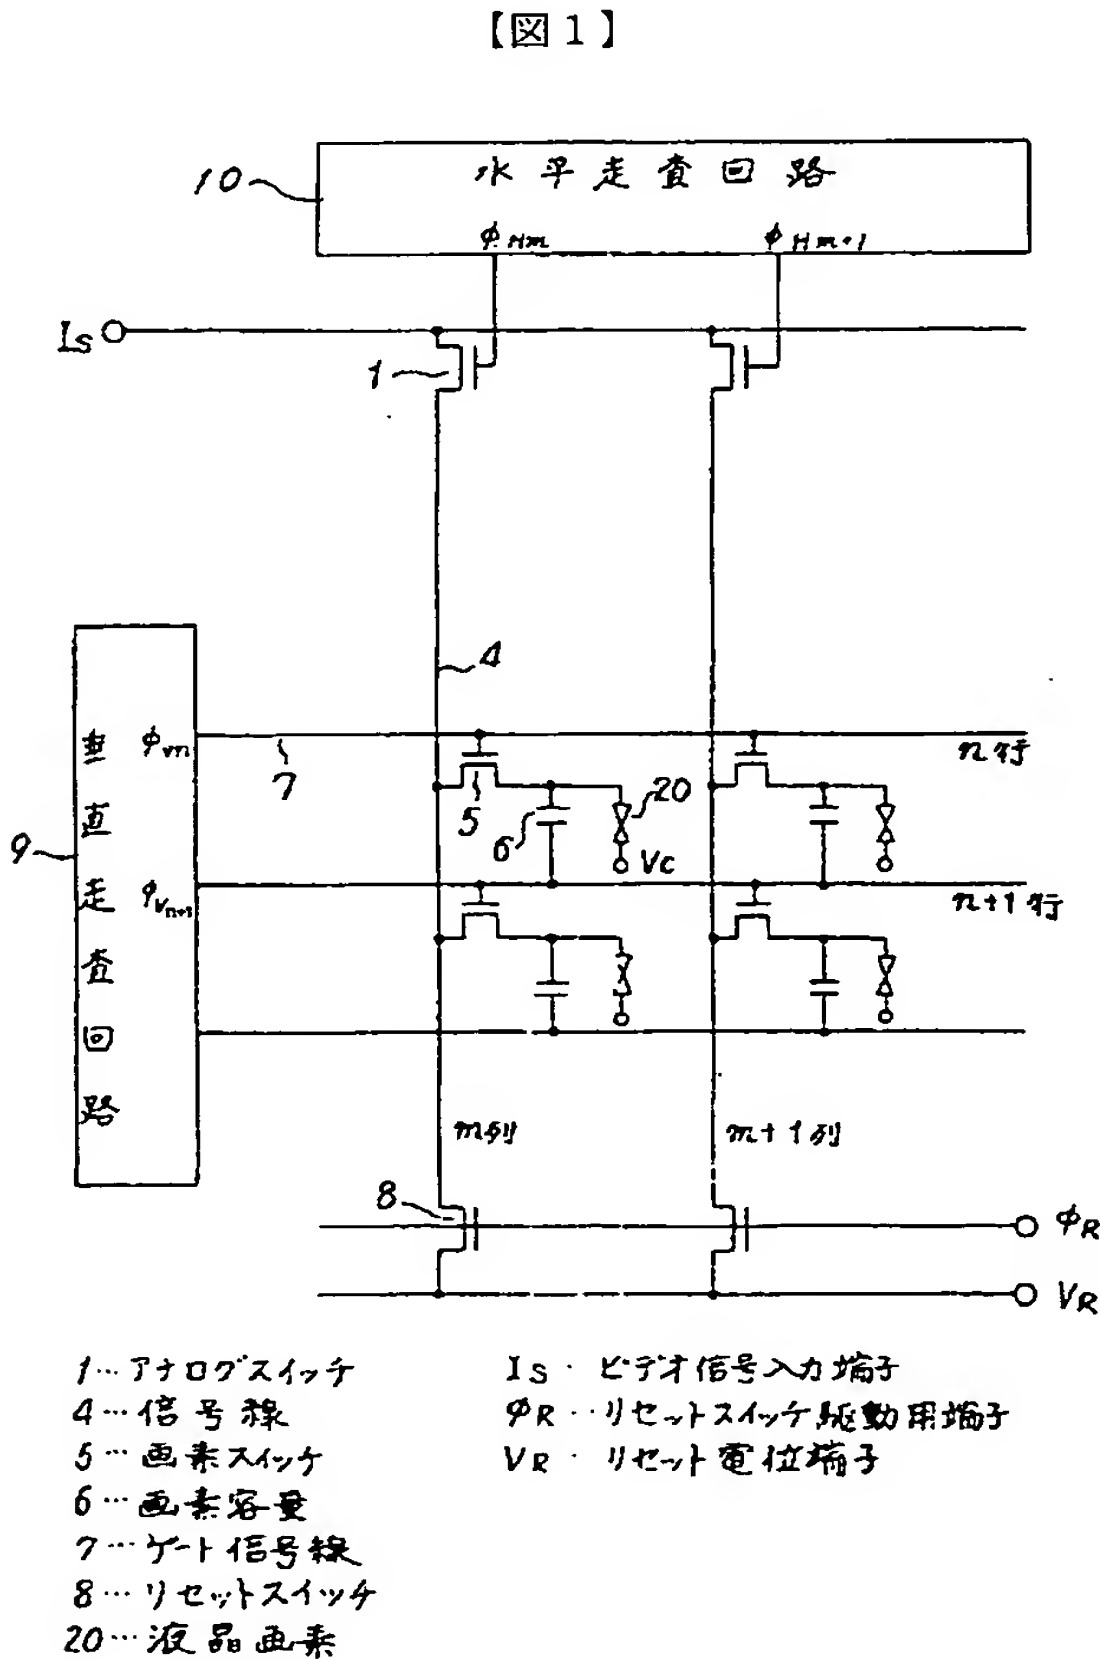 【図1】
水平走査回路
10
φHm
φHm+1
Is
1
4
垂直走査回路
φVn
n行
7
5
20
6
Vc
9
φVn+1
n+1行
m列
m+1列
8
φR
VR
1…アナログスイッチ
4…信号線
5…画素スイッチ
6…画素容量
7…ゲート信号線
8…リセットスイッチ
20…液晶画素
Is・ビデオ信号入力端子
φR‥リセットスイッチ駆動用端子
VR・リセット電位端子